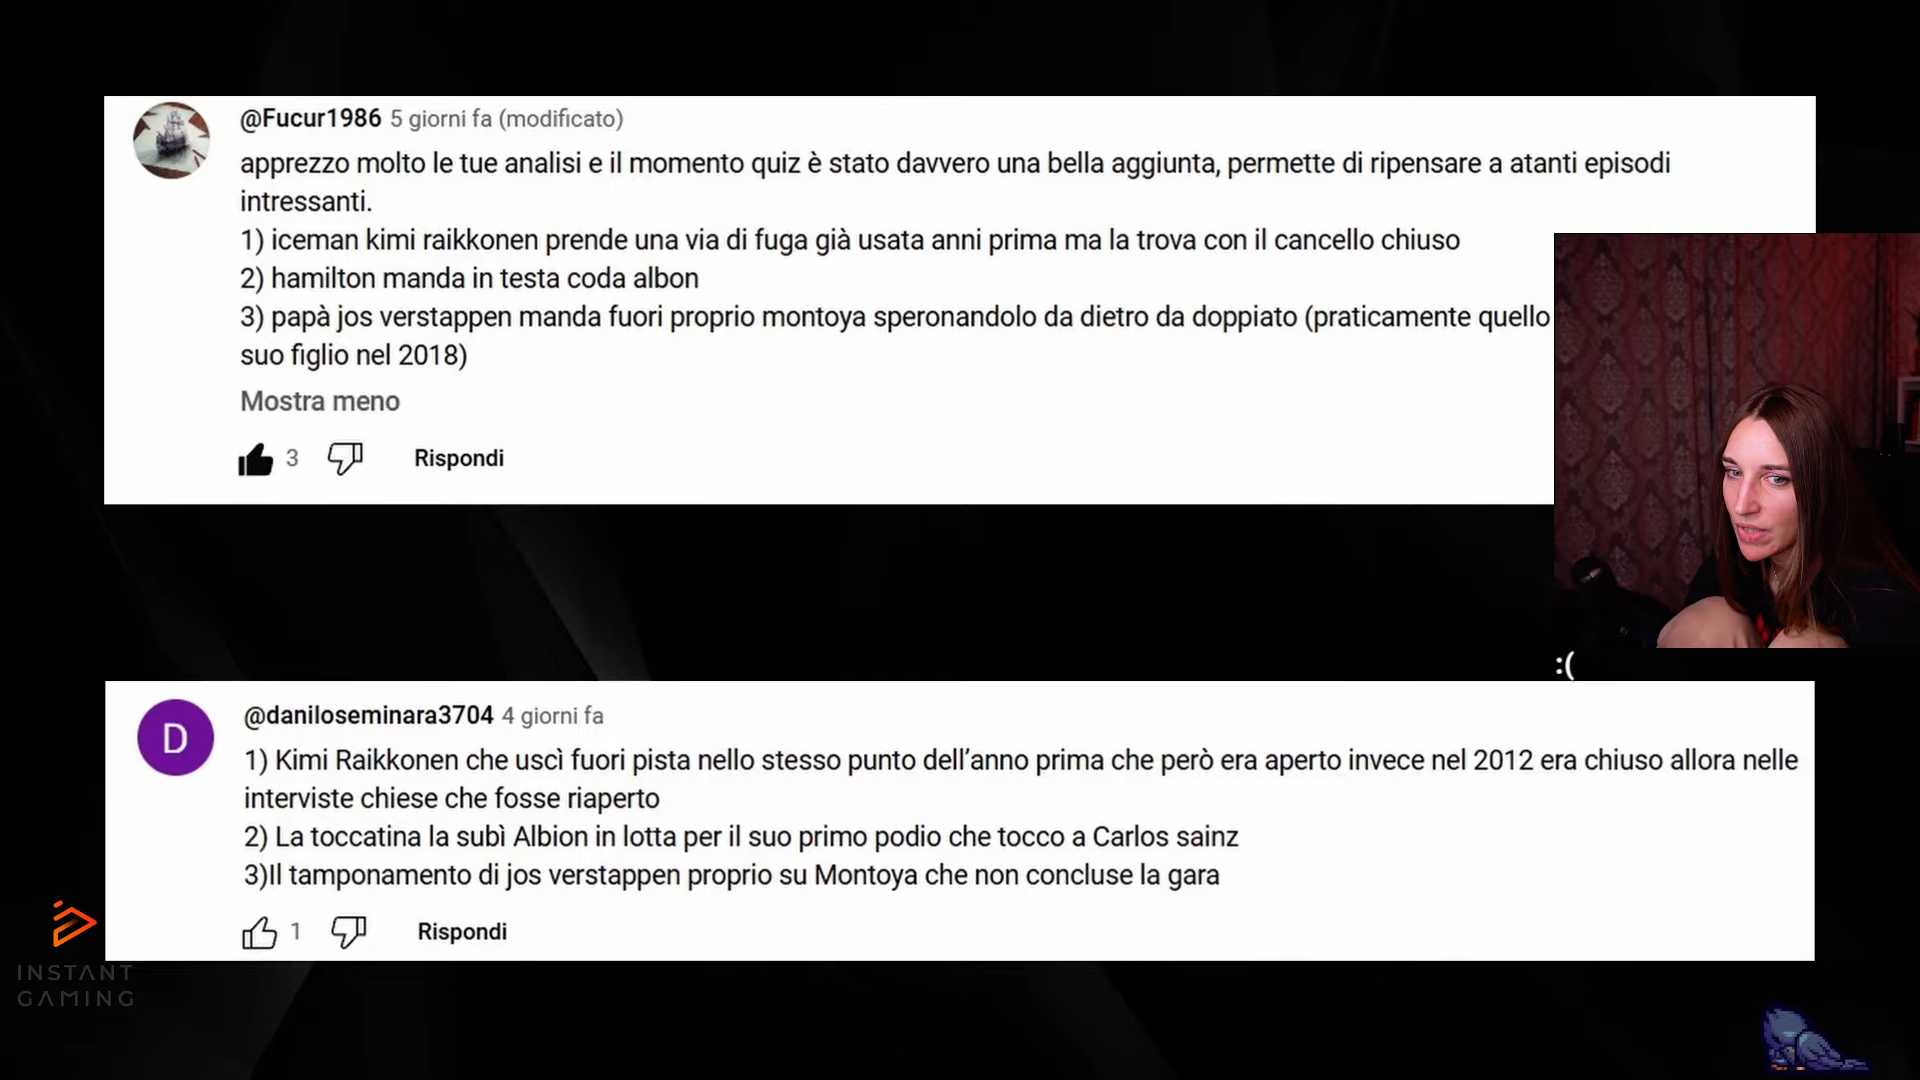 @Fucur1986 5 giorni fa (modificato)
apprezzo molto le tue analisi e il momento quiz è stato davvero una bella aggiunta, permette di ripensare a atanti episodi
intressanti.
1) iceman kimi raikkonen prende una via di fuga già usata anni prima ma la trova con il cancello chiuso
2) hamilton manda in testa coda albon
3) papà jos verstappen manda fuori proprio montoya speronandolo da dietro da doppiato (praticamente quello
suo figlio nel 2018)
Mostra meno
3 Rispondi
:(
D
@daniloseminara3704 4 giorni fa
1) Kimi Raikkonen che uscì fuori pista nello stesso punto dell’anno prima che però era aperto invece nel 2012 era chiuso allora nelle
interviste chiese che fosse riaperto
2) La toccatina la subì Albion in lotta per il suo primo podio che tocco a Carlos sainz
3)Il tamponamento di jos verstappen proprio su Montoya che non concluse la gara
1 Rispondi
INSTANT
GAMING